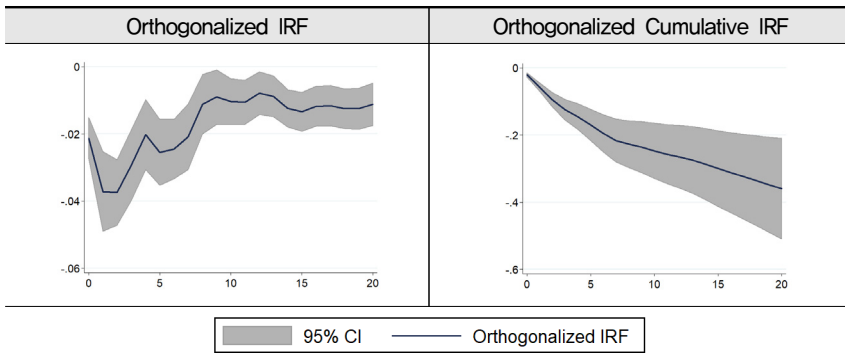 Orthogonalized IRF
Orthogonalized Cumulative IRF
0
-.02
-.04
-.06
0 5 10 15 20
0
-.2
-.4
-.6
0 5 10 15 20
95% CI
Orthogonalized IRF